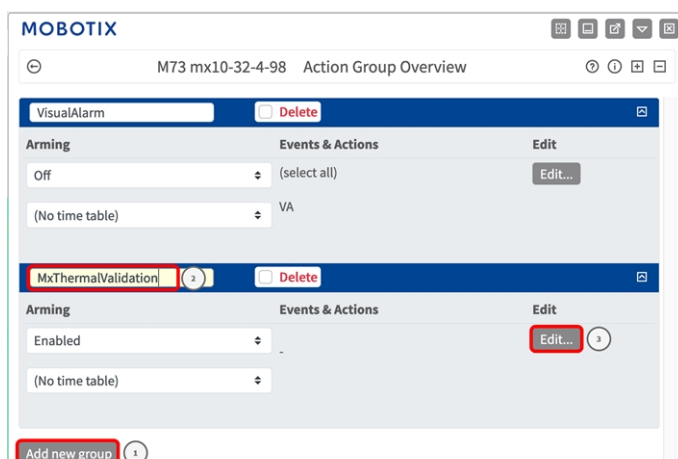 MOBOTIX
M73 mx10-32-4-98 Action Group Overview
VisualAlarm Delete
Arming Events & Actions Edit
Off (select all) Edit...
(No time table) VA
MxThermalValidation 2 Delete
Arming Events & Actions Edit
Enabled - Edit... 3
(No time table)
Add new group 1